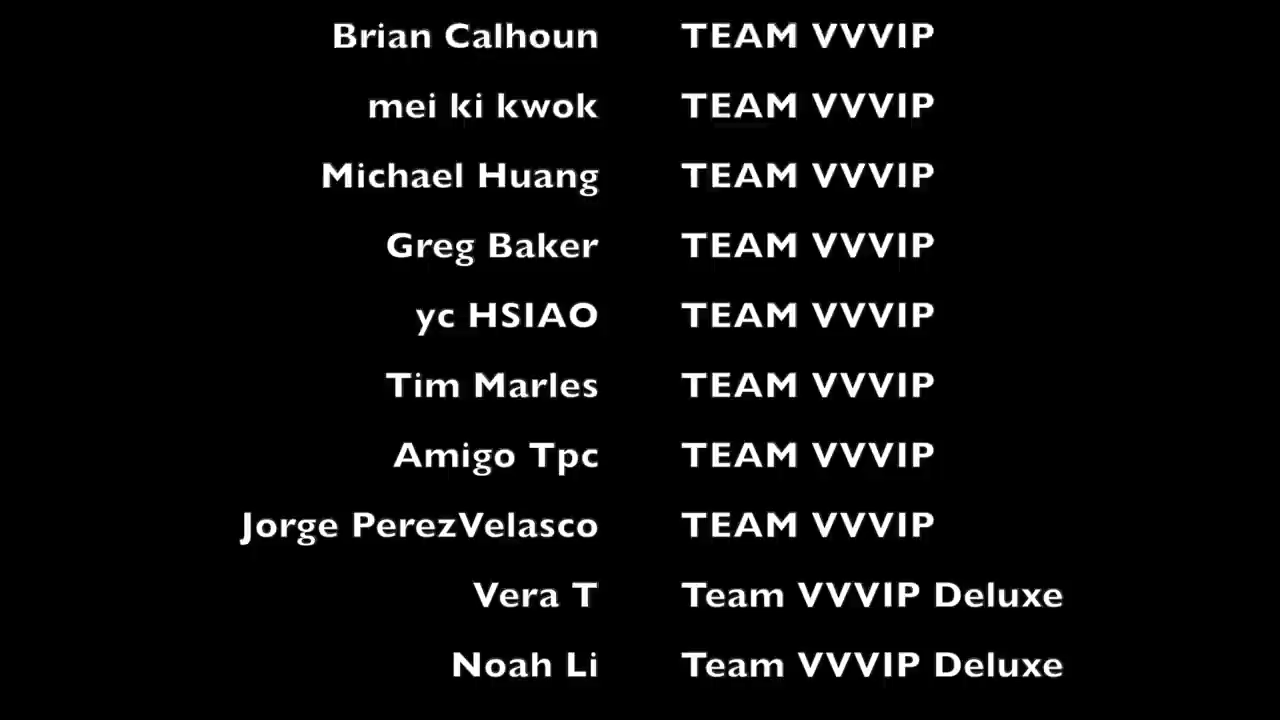 Brian Calhoun TEAM VVVIP
mei ki kwok TEAM VVVIP
Michael Huang TEAM VVVIP
Greg Baker TEAM VVVIP
yc HSIAO TEAM VVVIP
Tim Marles TEAM VVVIP
Amigo Tpc TEAM VVVIP
Jorge PerezVelasco TEAM VVVIP
Vera T Team VVVIP Deluxe
Noah Li Team VVVIP Deluxe